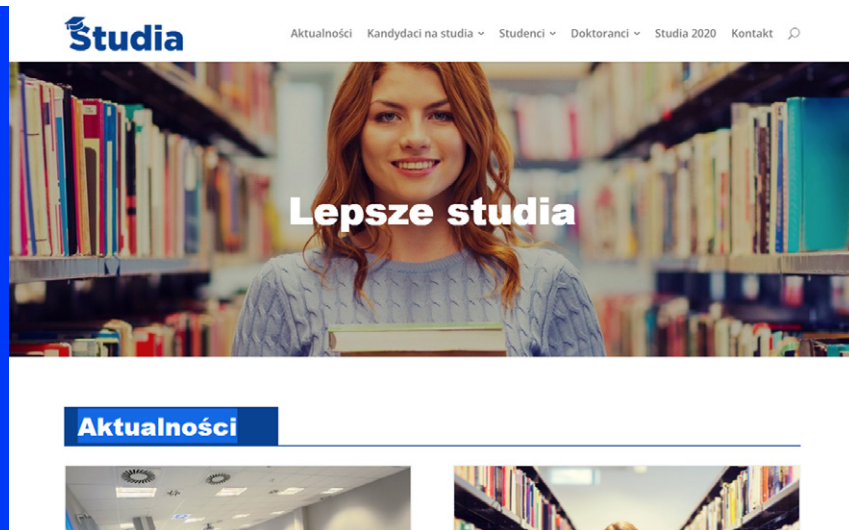 Studia
Aktualności Kandydaci na studia Studenci Doktoranci Studia 2020 Kontakt
Lepsze studia
Aktualności